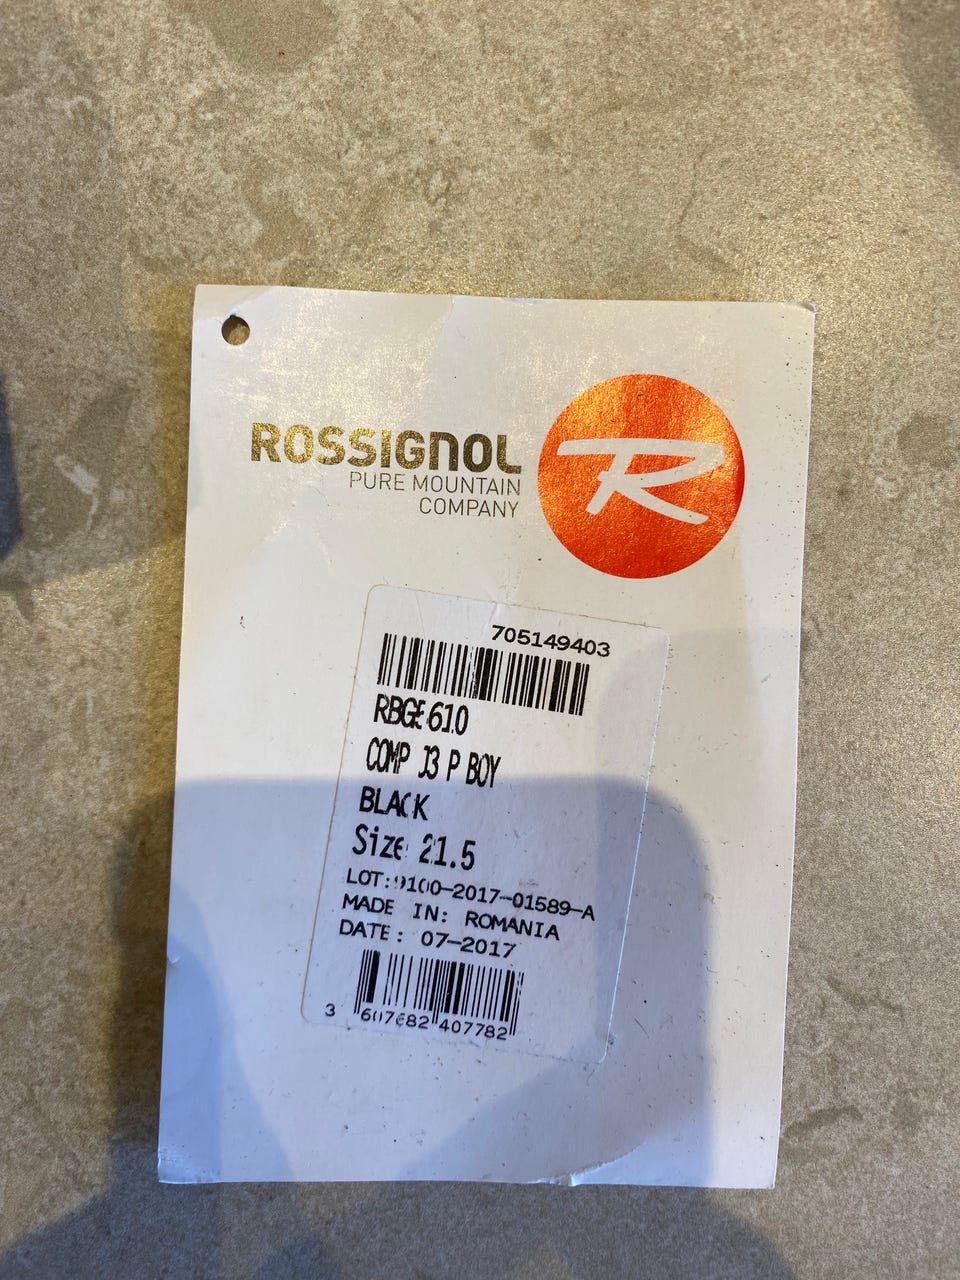 ROSSIGNOL
PURE MOUNTAIN
COMPANY
R
705149403
RBGE610
COMP J3 P BOY
BLACK
Size 21.5
LOT:9100-2017-01589-A
MADE IN: ROMANIA
DATE: 07-2017
3 607682 407782